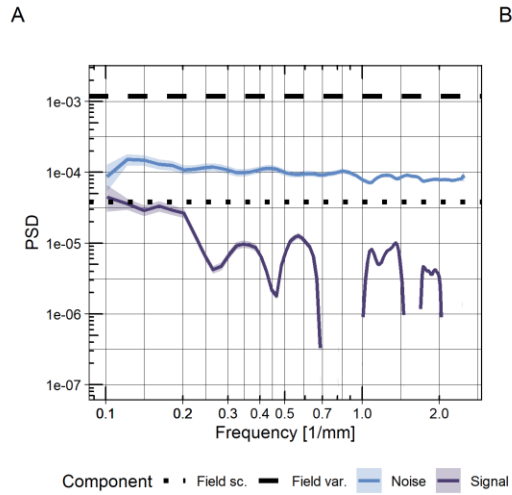 A B
1e-03
1e-04
1e-05
1e-06
1e-07
PSD
0.1 0.2 0.3 0.4 0.5 0.7 1.0 2.0
Frequency [1/mm]
Component Field sc. Field var. Noise Signal